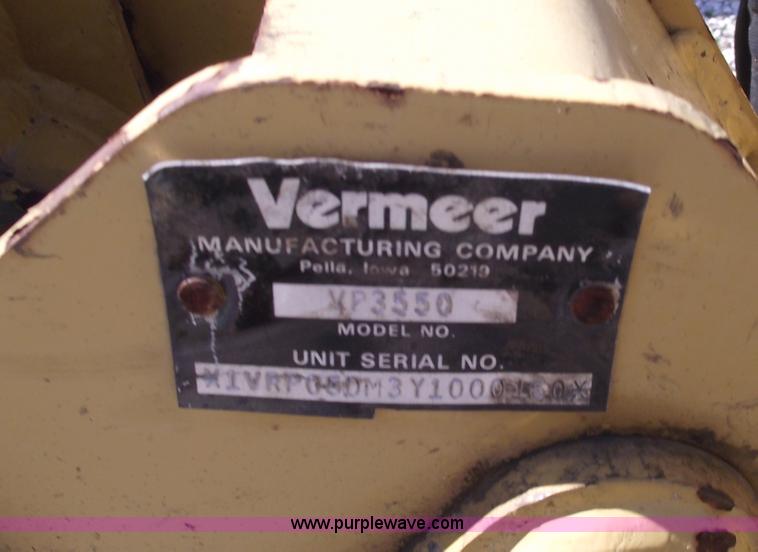 Vermeer
MANUFACTURING COMPANY
Pella, Iowa 50219
VP3550
MODEL NO.
UNIT SERIAL NO.
www.purplewave.com